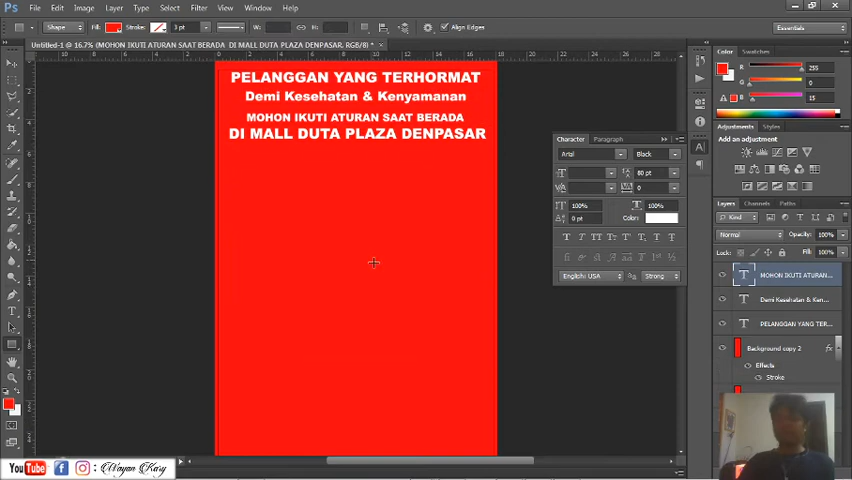 Ps File Edit Image Layer Type Select Filter View Window Help
Shape Fill: Stroke: 3 pt W: H: Align Edges Essentials
Untitled-1 @ 16.7% (MOHON IKUTI ATURAN SAAT BERADA DI MALL DUTA PLAZA DENPASAR, RGB/8) *
PELANGGAN YANG TERHORMAT
Demi Kesehatan & Kenyamanan
MOHON IKUTI ATURAN SAAT BERADA
DI MALL DUTA PLAZA DENPASAR
Character Paragraph
Arial Black
80 pt
0
100% 100%
0 pt Color:
English: USA Strong
Color Swatches
R 255
G 0
B 15
Adjustments Styles
Add an adjustment
Layers Channels Paths
Kind
Normal Opacity: 100%
Lock: Fill: 100%
MOHON IKUTI ATURAN...
Demi Kesehatan & Ken...
PELANGGAN YANG TER...
Background copy 2 fx
Effects
Stroke
YouTube : Wayan Kary